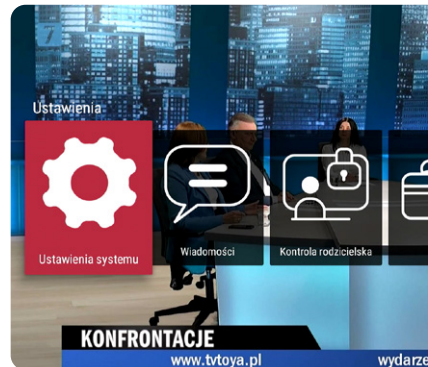 Ustawienia
Ustawienia systemu
Wiadomości
Kontrola rodzicielska
KONFRONTACJE
www.tvtoya.pl
wydarze